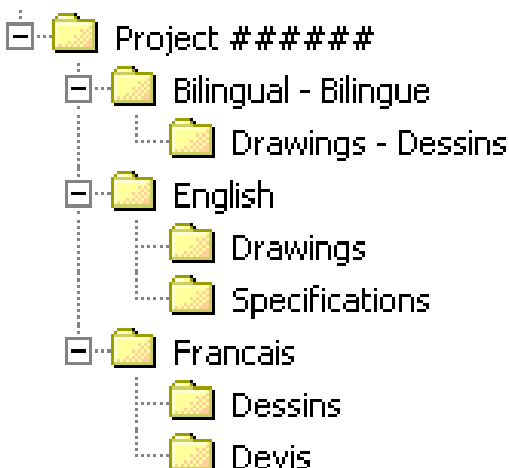 Project ######
Bilingual - Bilingue
Drawings - Dessins
English
Drawings
Specifications
Francais
Dessins
Devis